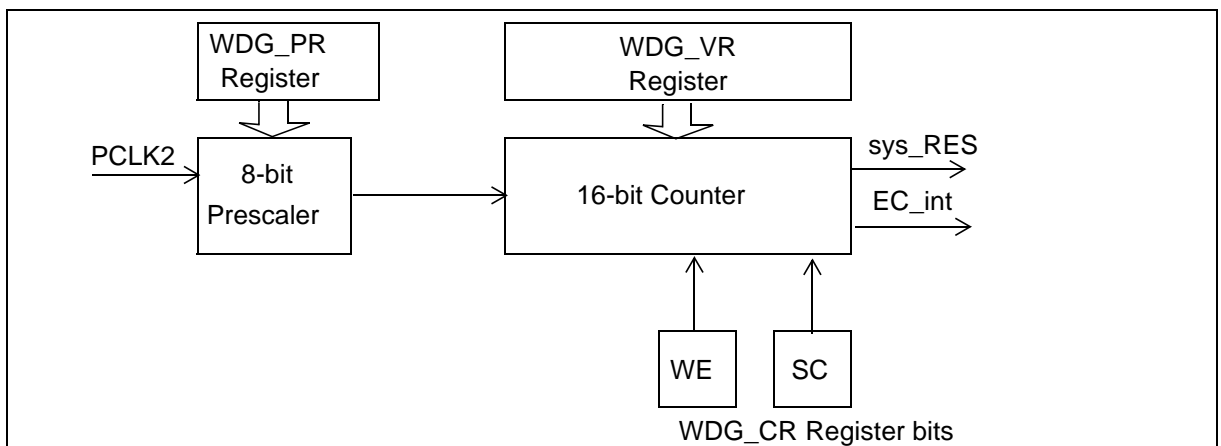 WDG_PR
Register
WDG_VR
Register
PCLK2
8-bit
Prescaler
16-bit Counter
sys_RES
EC_int
WE
SC
WDG_CR Register bits